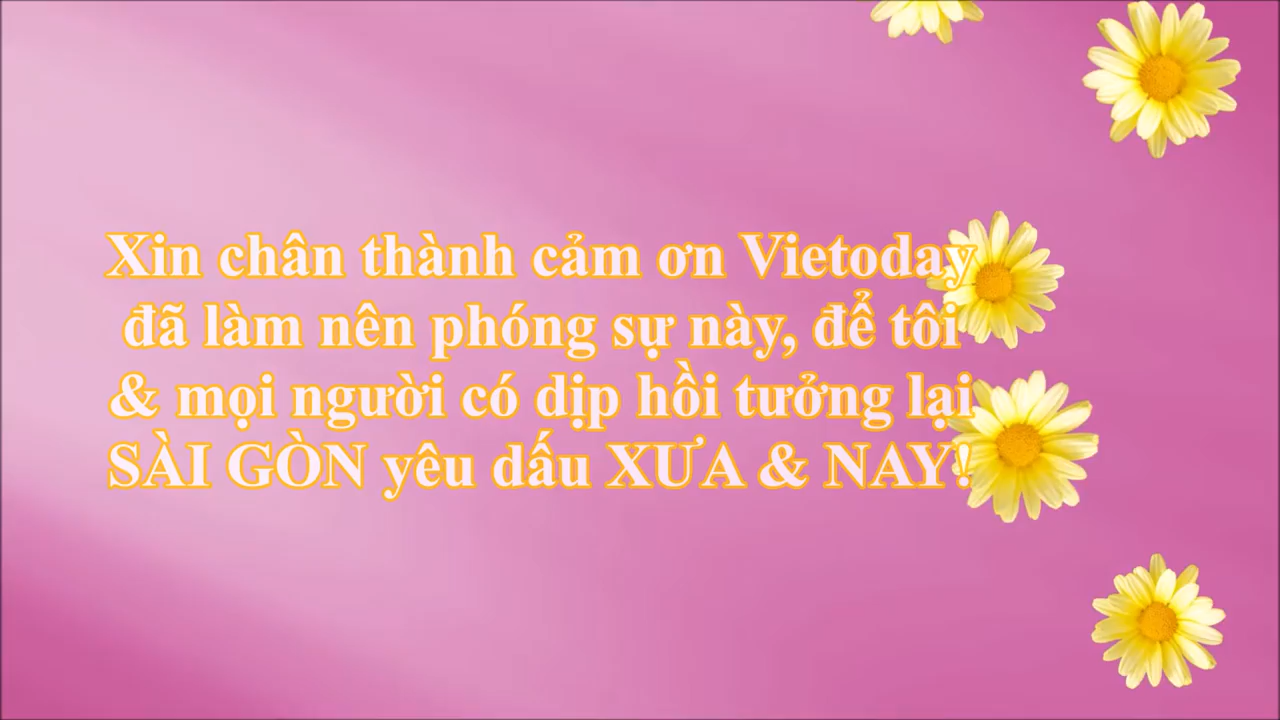 Xin chân thành cảm ơn Vietoday
đã làm nên phóng sự này, để tôi
& mọi người có dịp hồi tưởng lại
SÀI GÒN yêu dấu XƯA & NAY!